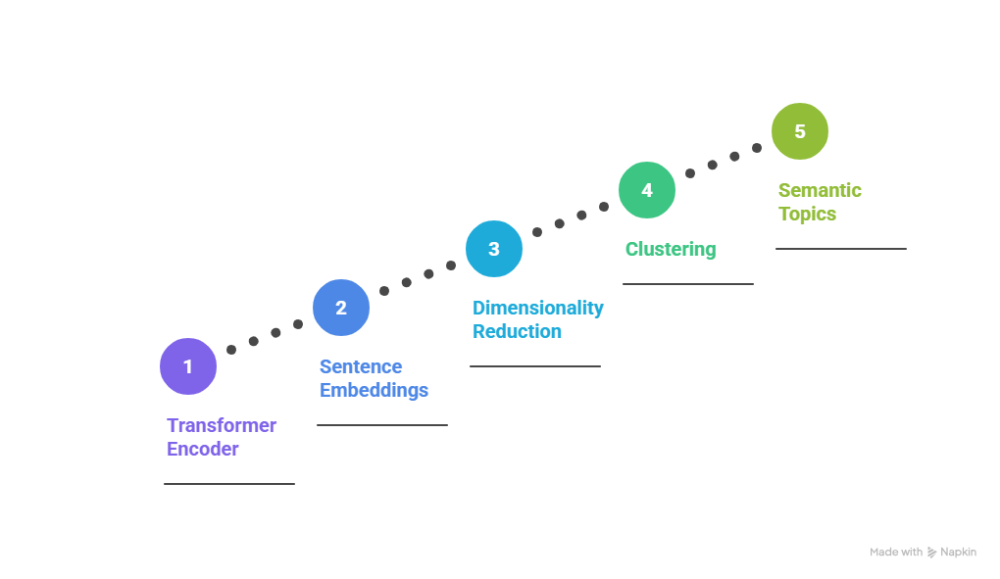 1
Transformer
Encoder
2
Sentence
Embeddings
3
Dimensionality
Reduction
4
Clustering
5
Semantic
Topics
Made with Napkin